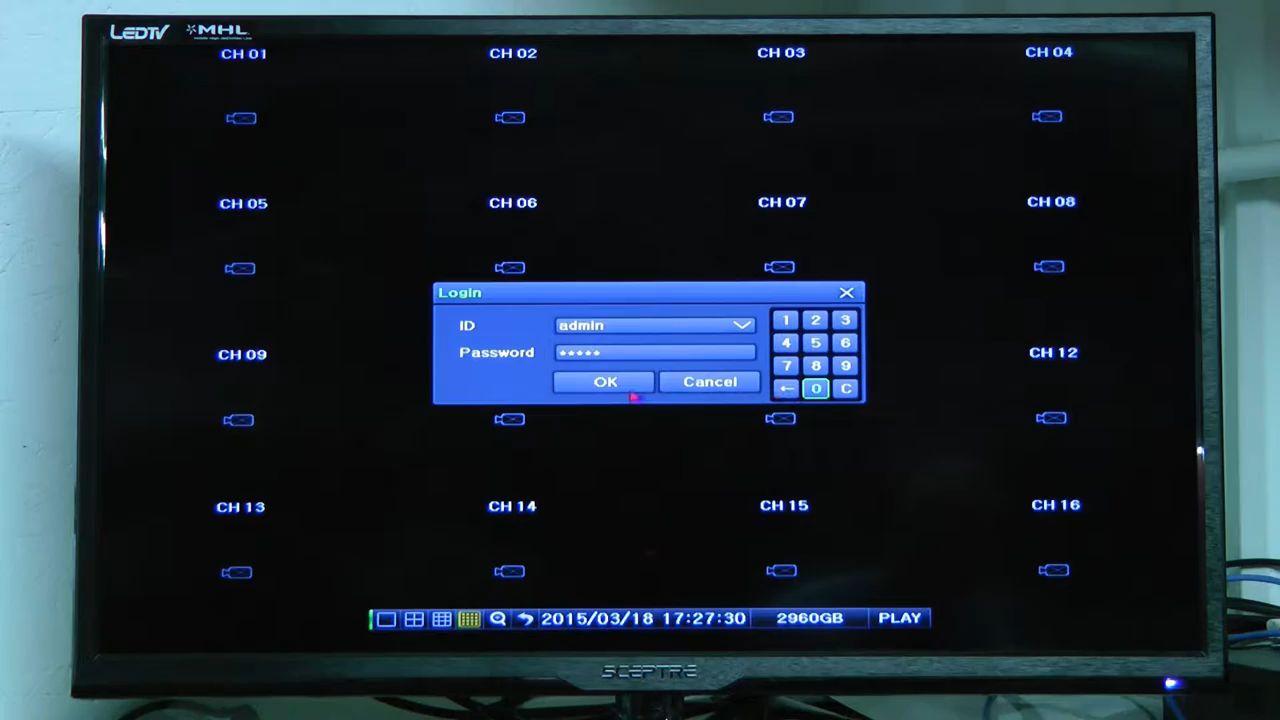 LEDTV MHL
CH 01 CH 02 CH 03 CH 04
CH 05 CH 06 CH 07 CH 08
Login
ID admin
Password *****
OK Cancel
1 2 3
4 5 6
7 8 9
← 0 C
CH 09 CH 12
CH 13 CH 14 CH 15 CH 16
2015/03/18 17:27:30 2960GB PLAY
SCEPTRE